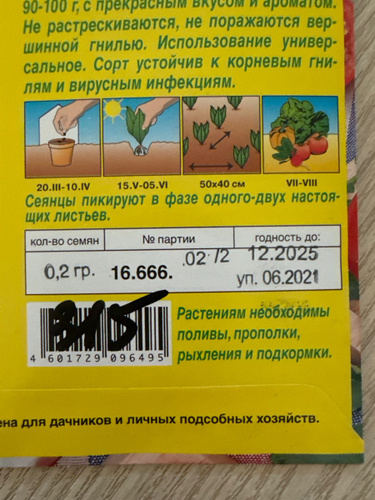 90-100 г, с прекрасным вкусом и ароматом.
Не растрескиваются, не поражаются вер-
шинной гнилью. Использование универ-
сальное. Сорт устойчив к корневым гни-
лям и вирусным инфекциям.
20.III-10.IV 15.V-05.VI 50x40 см VII-VIII
Сеянцы пикируют в фазе одного-двух настоя-
щих листьев.
кол-во семян № партии годность до:
0,2 гр. 16.666. .02 /2 12.2025
уп. 06.2021
Растениям необходимы
поливы, прополки,
рыхления и подкормки.
4 601729 096495
ена для дачников и личных подсобных хозяйств.